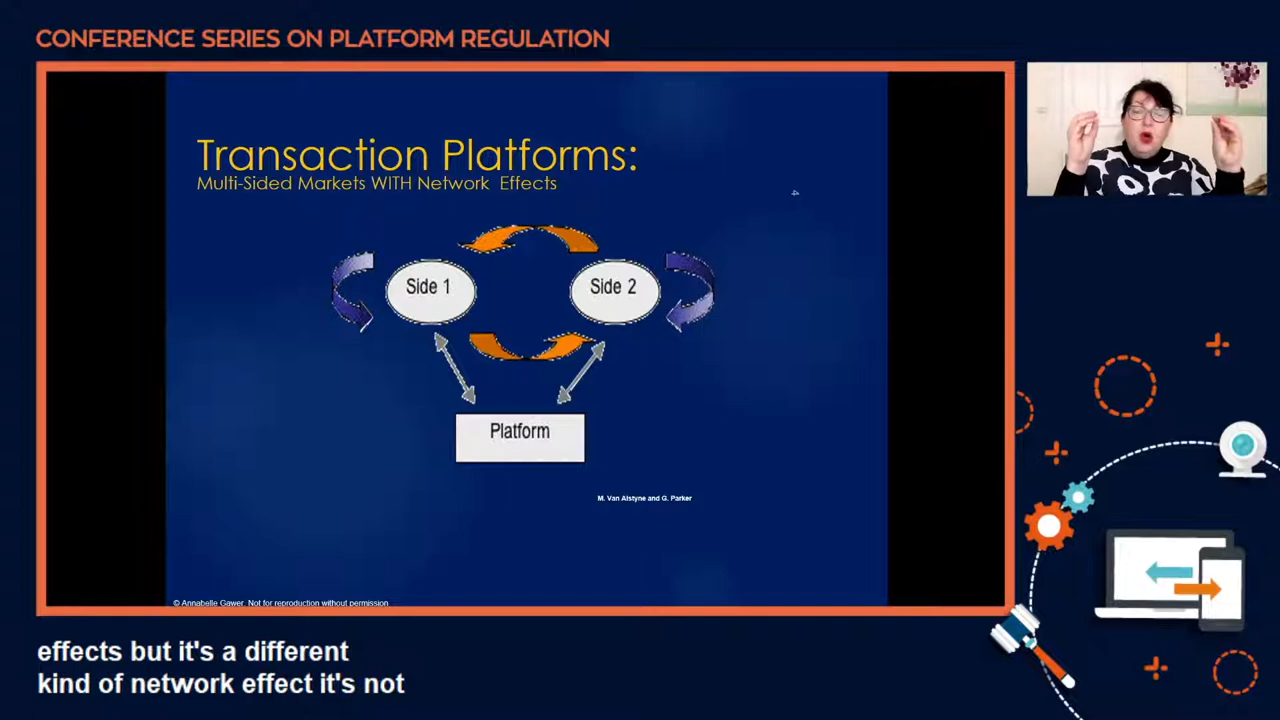 CONFERENCE SERIES ON PLATFORM REGULATION
Transaction Platforms:
Multi-Sided Markets WITH Network Effects
Side 1
Side 2
Platform
M. Van Alstyne and G. Parker
© Annabelle Gawer. Not for reproduction without permission
effects but it's a different
kind of network effect it's not